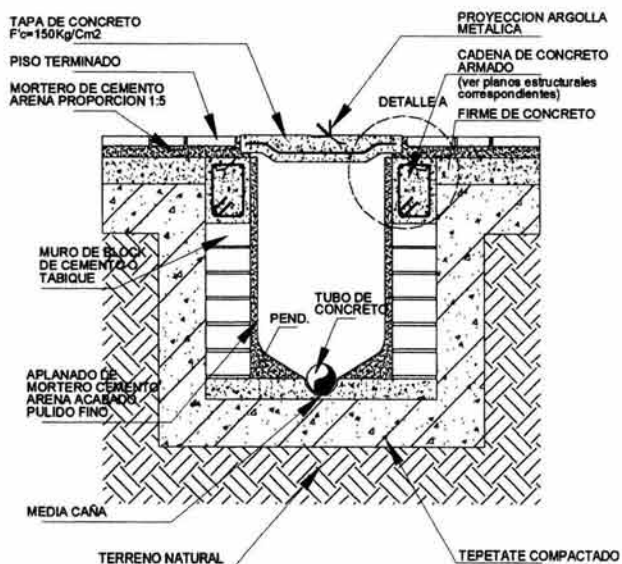 TAPA DE CONCRETO
F'c=150Kg/Cm2
PISO TERMINADO
MORTERO DE CEMENTO
ARENA PROPORCION 1:5
PROYECCION ARGOLLA
METALICA
CADENA DE CONCRETO
ARMADO
(ver planos estructurales
correspondientes)
DETALLE A
FIRME DE CONCRETO
MURO DE BLOCK
DE CEMENTO O
TABIQUE
TUBO DE
CONCRETO
PEND.
APLANADO DE
MORTERO CEMENTO
ARENA ACABADO
PULIDO FINO
MEDIA CAÑA
TERRENO NATURAL
TEPETATE COMPACTADO